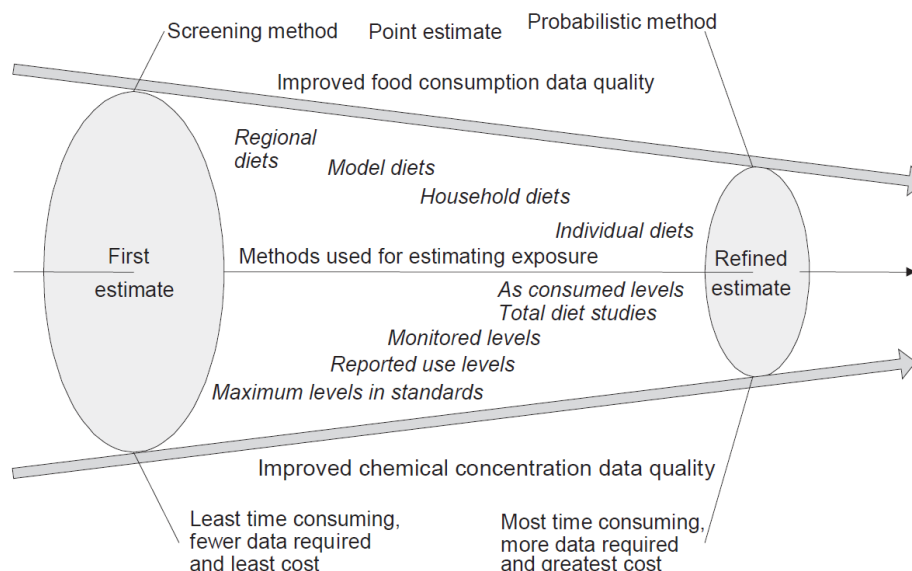 Screening method
Point estimate
Probabilistic method
Improved food consumption data quality
Regional
diets
Model diets
Household diets
Individual diets
First
estimate
Methods used for estimating exposure
Refined
estimate
As consumed levels
Total diet studies
Monitored levels
Reported use levels
Maximum levels in standards
Improved chemical concentration data quality
Least time consuming,
fewer data required
and least cost
Most time consuming,
more data required
and greatest cost